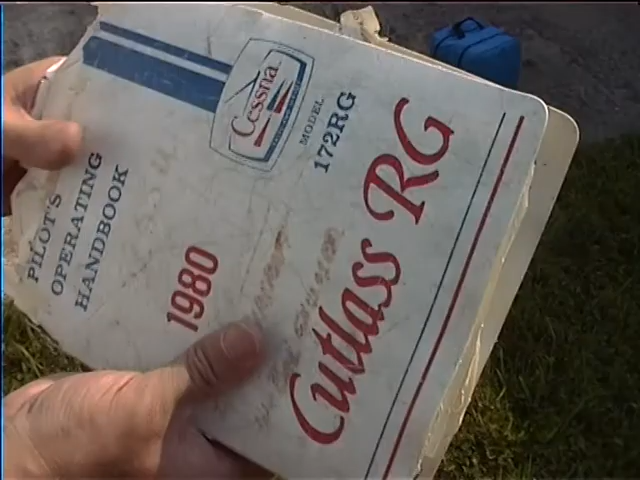 Cessna
MODEL
172RG
PILOT'S
OPERATING
HANDBOOK
1980
Cutlass RG